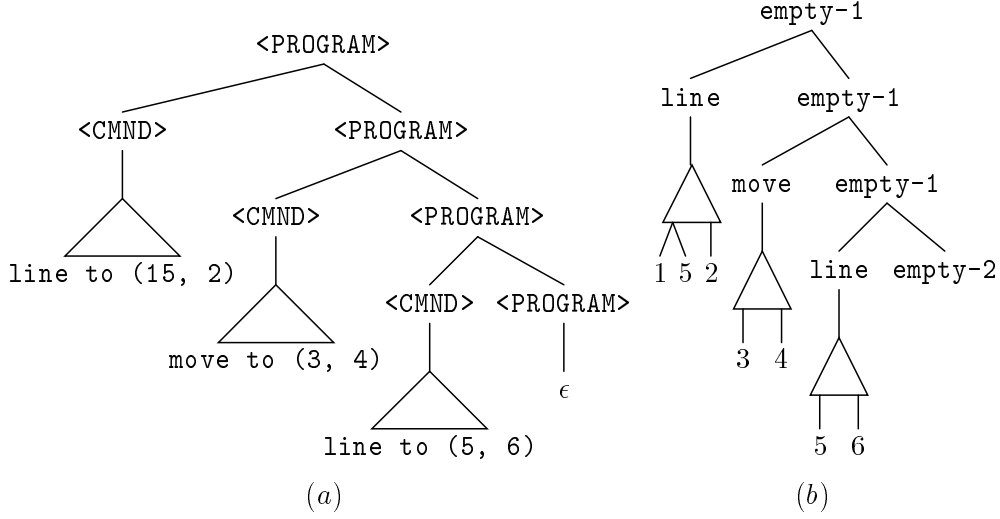 empty-1
<PROGRAM>
line empty-1
<CMND> <PROGRAM>
move empty-1
<CMND> <PROGRAM>
line to (15, 2) 1 5 2 line empty-2
<CMND> <PROGRAM>
move to (3, 4) 3 4
ϵ
line to (5, 6) 5 6
(a) (b)